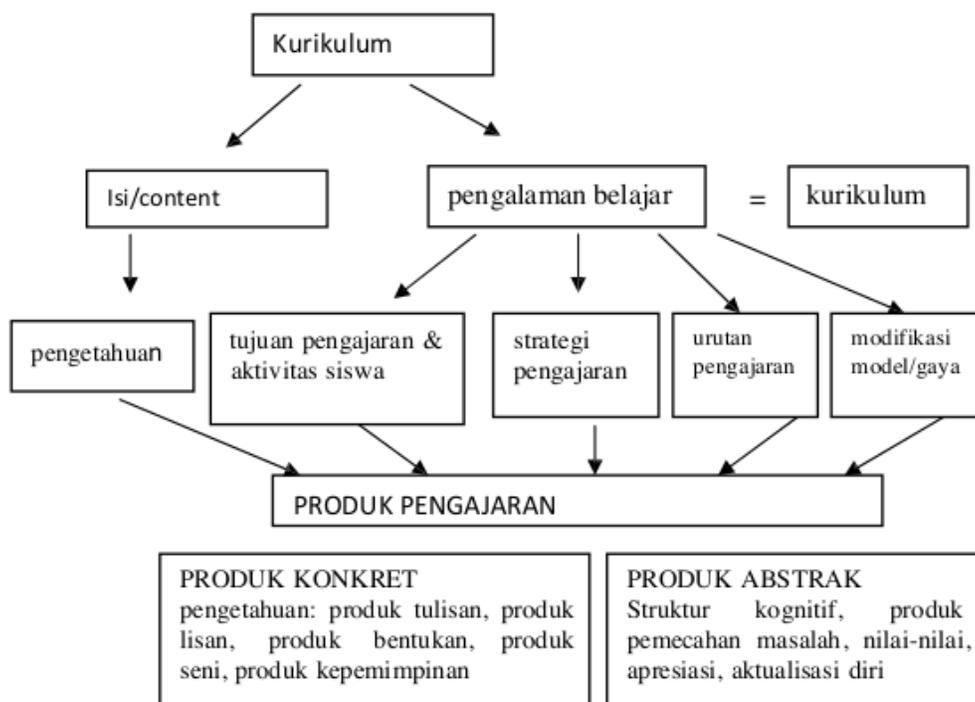 Kurikulum
Isi/content
pengalaman belajar
=
kurikulum
pengetahuan
tujuan pengajaran &
aktivitas siswa
strategi
pengajaran
urutan
pengajaran
modifikasi
model/gaya
PRODUK PENGAJARAN
PRODUK KONKRET
pengetahuan: produk tulisan, produk
lisan, produk bentukan, produk
seni, produk kepemimpinan
PRODUK ABSTRAK
Struktur kognitif, produk
pemecahan masalah, nilai-nilai,
apresiasi, aktualisasi diri